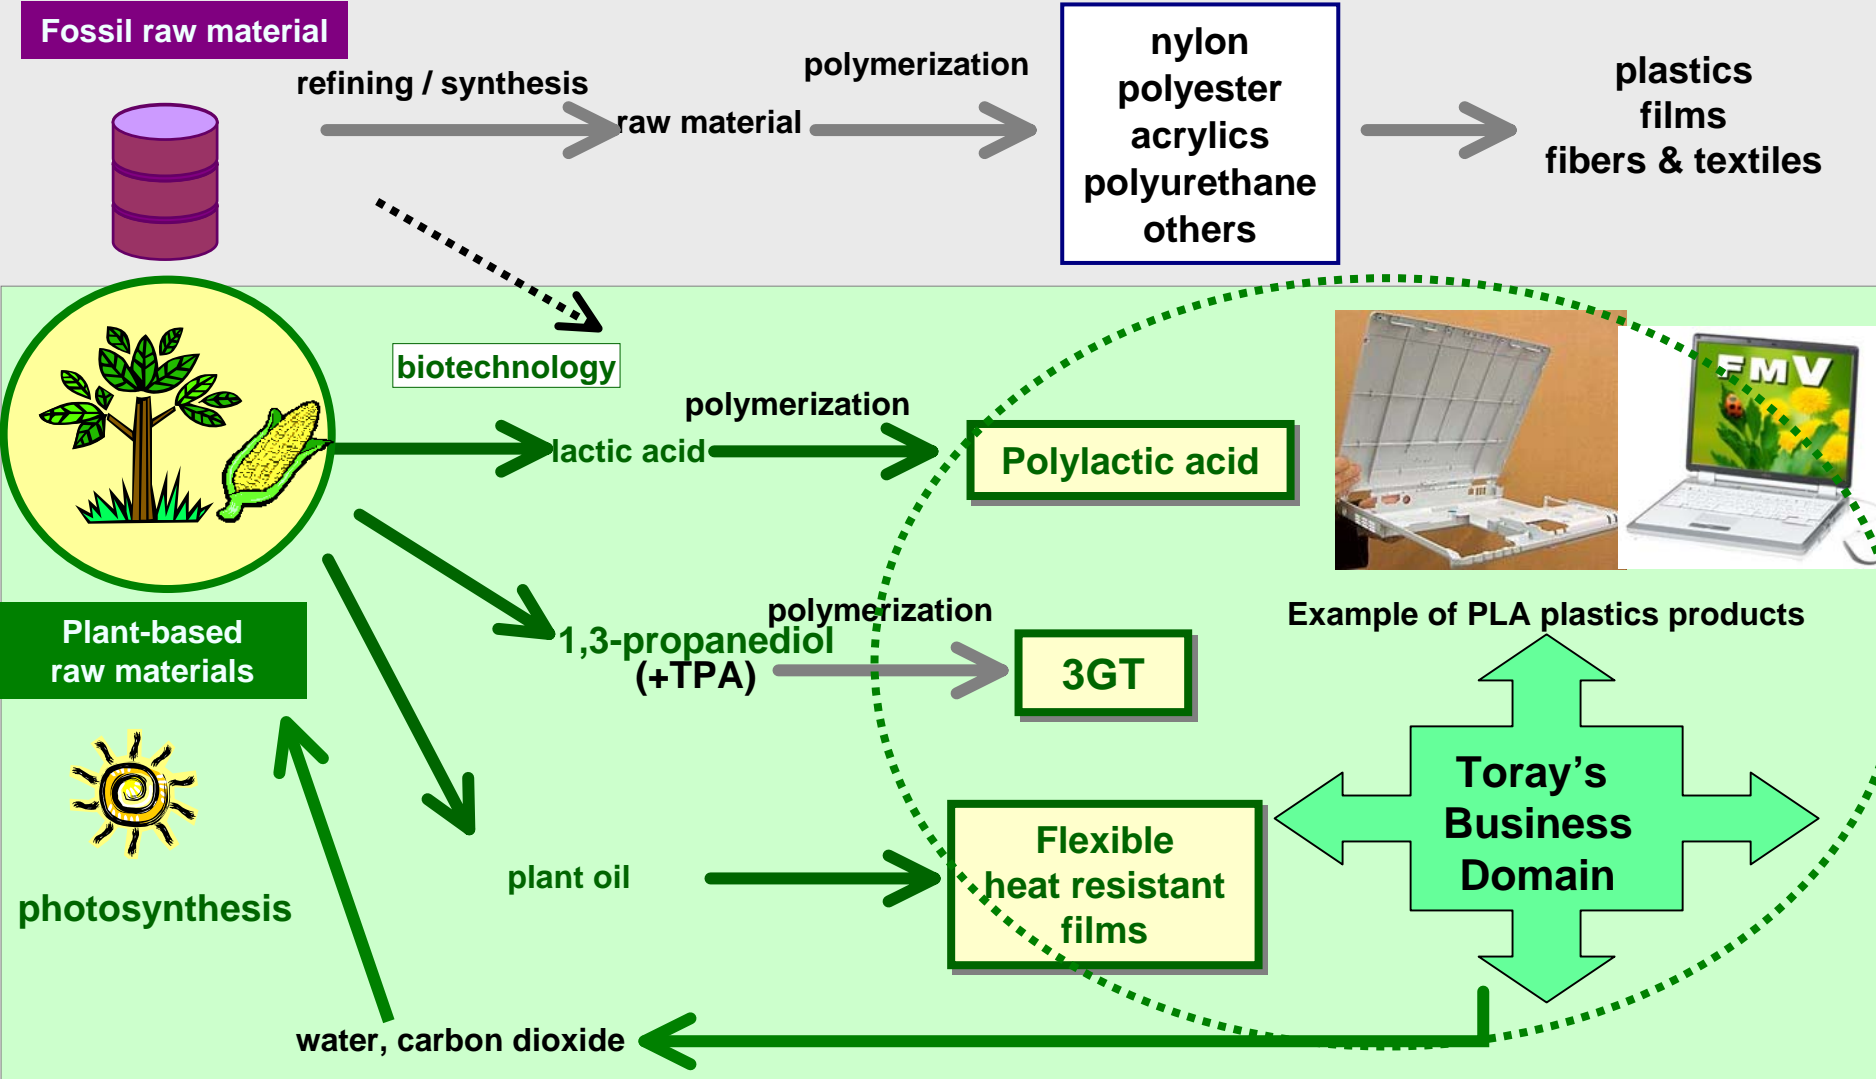 Fossil raw material
refining / synthesis
raw material
polymerization
nylon
polyester
acrylics
polyurethane
others
plastics
films
fibers & textiles
biotechnology
lactic acid
polymerization
Polylactic acid
FMV
Example of PLA plastics products
Plant-based
raw materials
1,3-propanediol
(+TPA)
polymerization
3GT
photosynthesis
plant oil
Flexible
heat resistant
films
Toray’s
Business
Domain
water, carbon dioxide